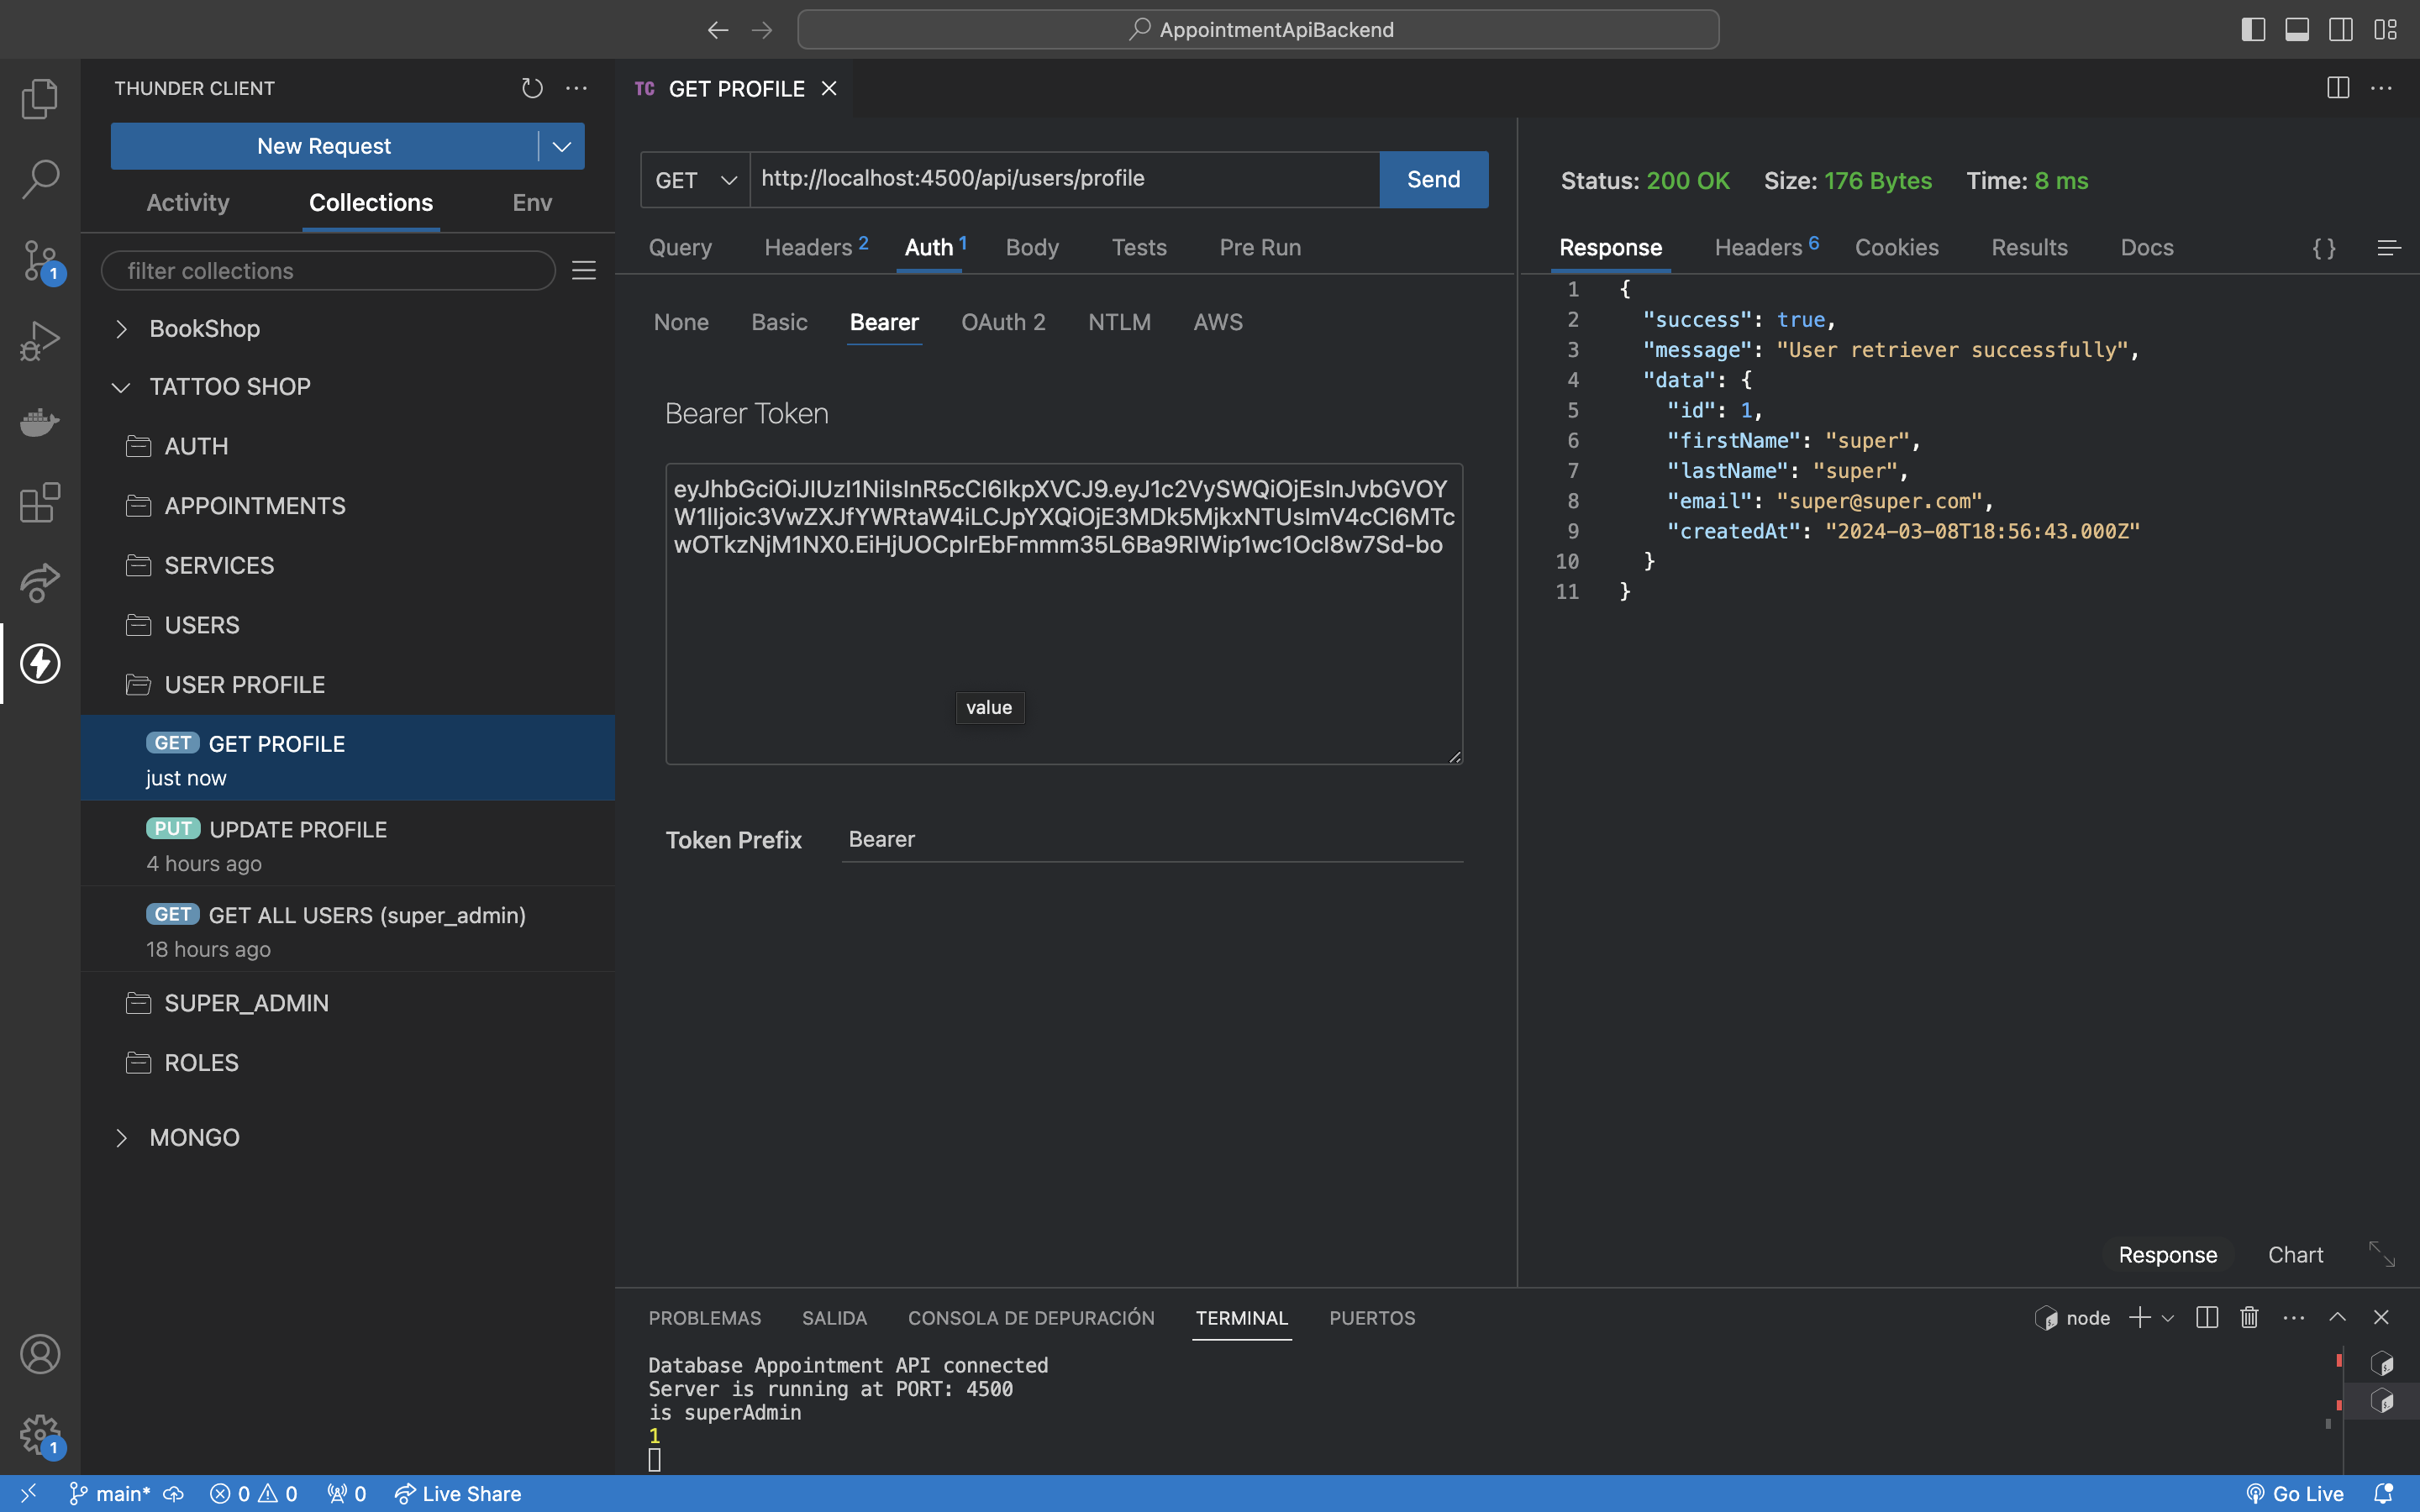 AppointmentApiBackend
THUNDER CLIENT
New Request
Activity Collections Env
filter collections
BookShop
TATTOO SHOP
AUTH
APPOINTMENTS
SERVICES
USERS
USER PROFILE
GET GET PROFILE
just now
PUT UPDATE PROFILE
4 hours ago
GET GET ALL USERS (super_admin)
18 hours ago
SUPER_ADMIN
ROLES
MONGO
TC GET PROFILE
GET http://localhost:4500/api/users/profile Send
Query Headers 2 Auth 1 Body Tests Pre Run
None Basic Bearer OAuth 2 NTLM AWS
Bearer Token
eyJhbGciOiJIUzI1NiIsInR5cCI6IkpXVCJ9.eyJ1c2VySWQiOjEsInJvbGVOY
W1lIjoic3VwZXJfYWRtaW4iLCJpYXQiOjE3MDk5MjkxNTUsImV4cCI6MTc
wOTkzNjM1NX0.EiHjUOCpIrEbFmmm35L6Ba9RIWip1wc1OcI8w7Sd-bo
value
Token Prefix Bearer
Status: 200 OK Size: 176 Bytes Time: 8 ms
Response Headers 6 Cookies Results Docs { }
1 {
2 "success": true,
3 "message": "User retriever successfully",
4 "data": {
5 "id": 1,
6 "firstName": "super",
7 "lastName": "super",
8 "email": "super@super.com",
9 "createdAt": "2024-03-08T18:56:43.000Z"
10 }
11 }
Response Chart
PROBLEMAS SALIDA CONSOLA DE DEPURACIÓN TERMINAL PUERTOS
node
Database Appointment API connected
Server is running at PORT: 4500
is superAdmin
1
1
1
main* 0 0 0 Live Share
Go Live